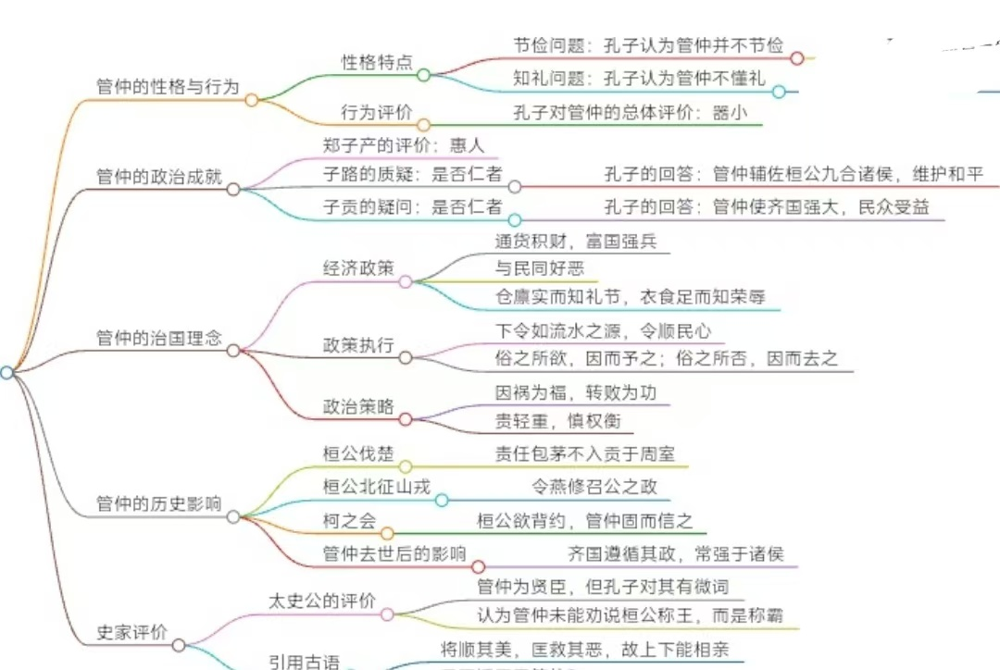 节俭问题：孔子认为管仲并不节俭
性格特点
知礼问题：孔子认为管仲不懂礼
管仲的性格与行为
行为评价
孔子对管仲的总体评价：器小
郑子产的评价：惠人
管仲的政治成就
子路的质疑：是否仁者
孔子的回答：管仲辅佐桓公九合诸侯，维护和平
子贡的疑问：是否仁者
孔子的回答：管仲使齐国强大，民众受益
通货积财，富国强兵
经济政策
与民同好恶
仓廪实而知礼节，衣食足而知荣辱
管仲的治国理念
下令如流水之源，令顺民心
政策执行
俗之所欲，因而予之；俗之所否，因而去之
因祸为福，转败为功
政治策略
贵轻重，慎权衡
桓公伐楚
责任包茅不入贡于周室
桓公北征山戎
令燕修召公之政
管仲的历史影响
柯之会
桓公欲背约，管仲固而信之
管仲去世后的影响
齐国遵循其政，常强于诸侯
管仲为贤臣，但孔子对其有微词
太史公的评价
认为管仲未能劝说桓公称王，而是称霸
史家评价
将顺其美，匡救其恶，故上下能相亲
引用古语